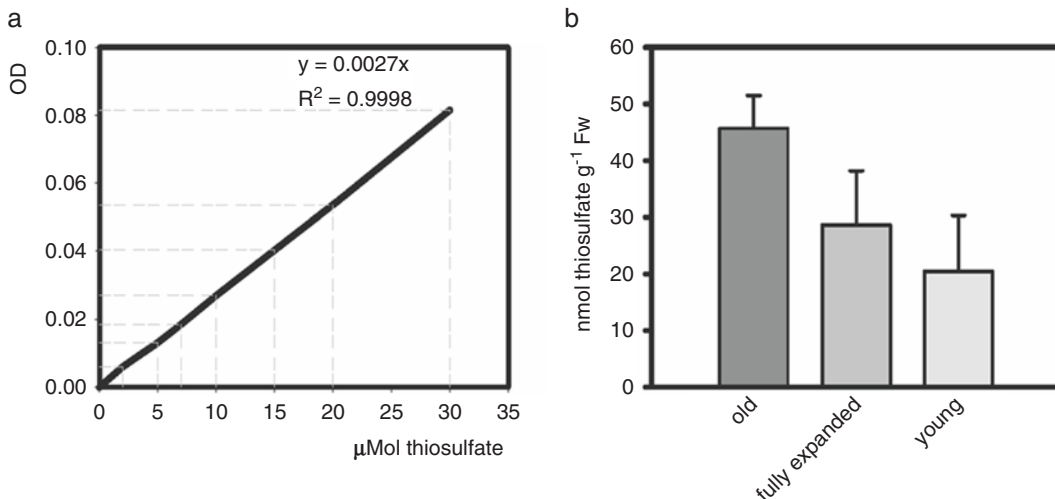 a
OD
0.10
0.08
0.06
0.04
0.02
0.00
y = 0.0027x
R² = 0.9998
0 5 10 15 20 25 30 35
μMol thiosulfate
b
nmol thiosulfate g⁻¹ Fw
60
50
40
30
20
10
0
old
fully expanded
young